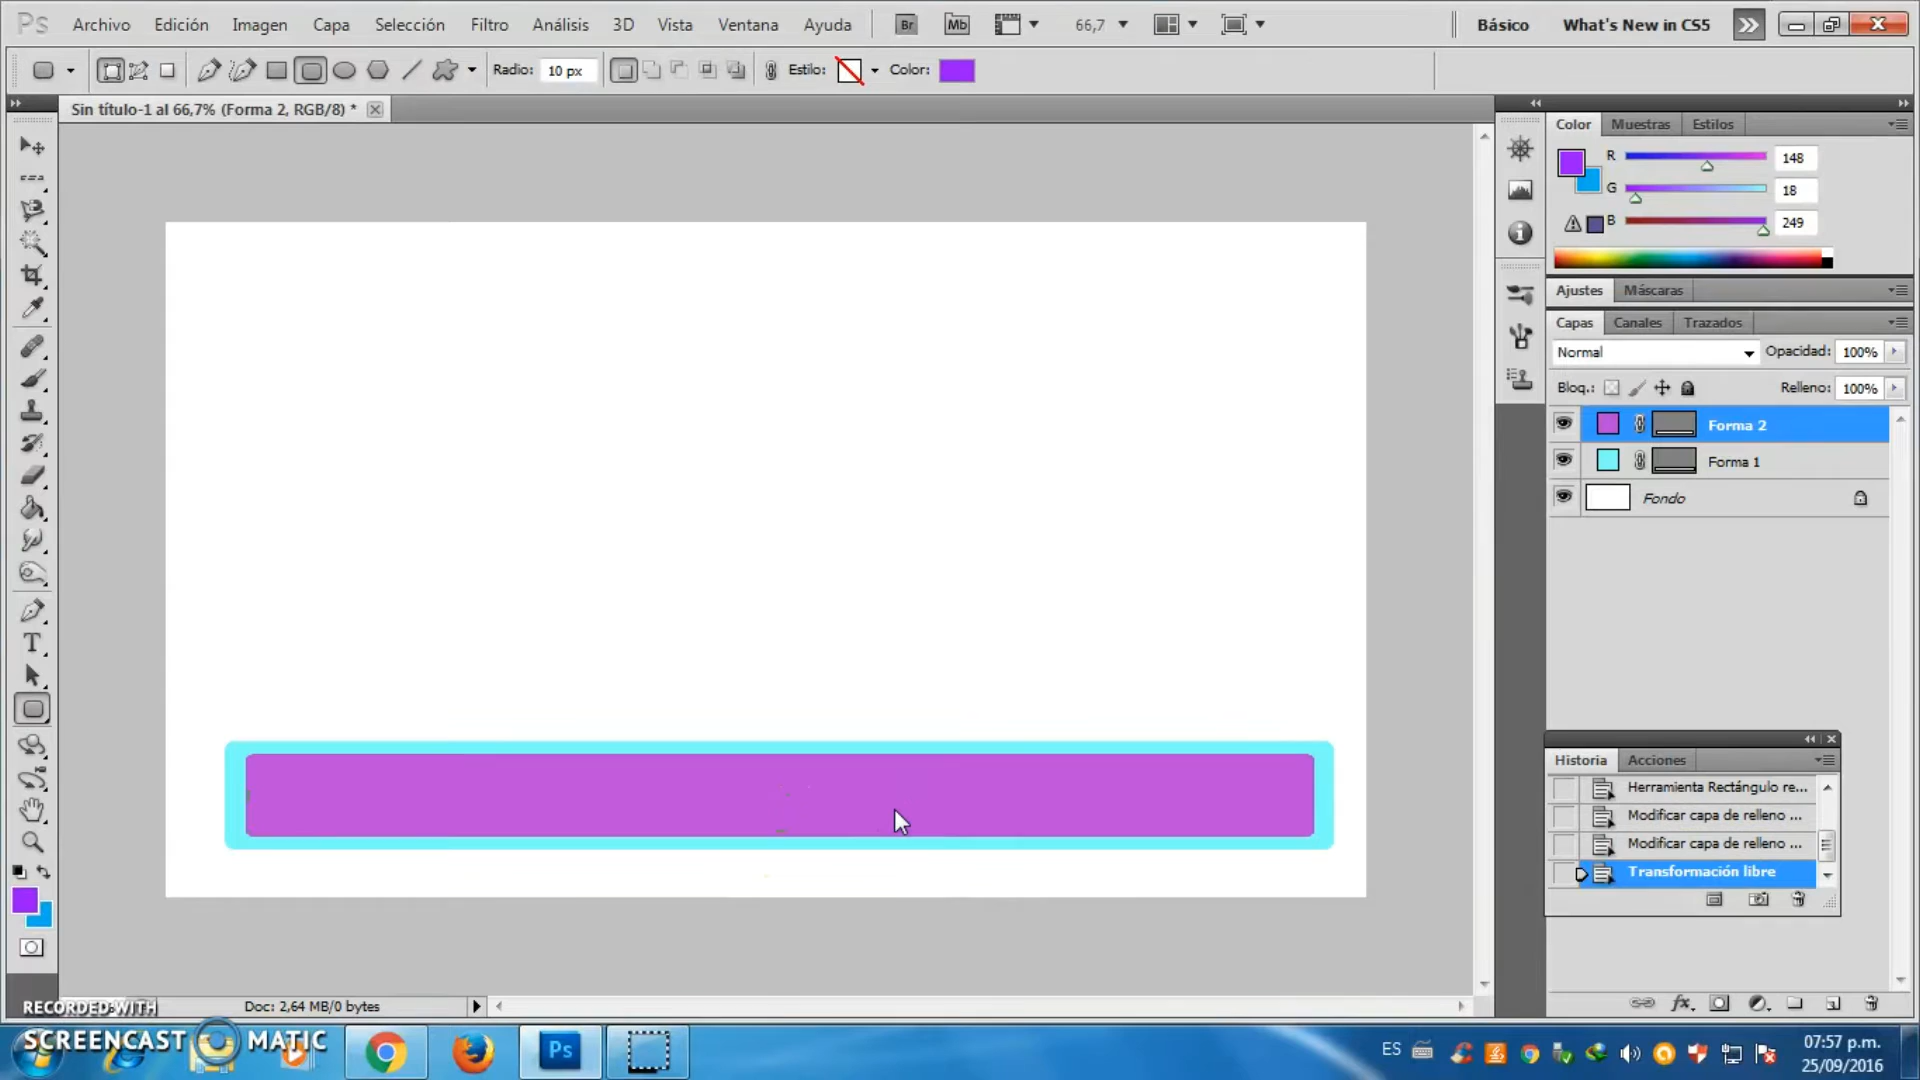 Ps Archivo Edición Imagen Capa Selección Filtro Análisis 3D Vista Ventana Ayuda Br Mb 66,7 Básico What's New in CS5
Radio: 10 px Estilo: Color:
Sin título-1 al 66,7% (Forma 2, RGB/8) *
Color Muestras Estilos
R 148
G 18
B 249
Ajustes Máscaras
Capas Canales Trazados
Normal Opacidad: 100%
Bloq.: Relleno: 100%
Forma 2
Forma 1
Fondo
Historia Acciones
Herramienta Rectángulo re...
Modificar capa de relleno ...
Modificar capa de relleno ...
Transformación libre
T
fx
Doc: 2,64 MB/0 bytes
RECORDED WITH
SCREENCAST MATIC
Ps
ES
07:57 p.m.
25/09/2016